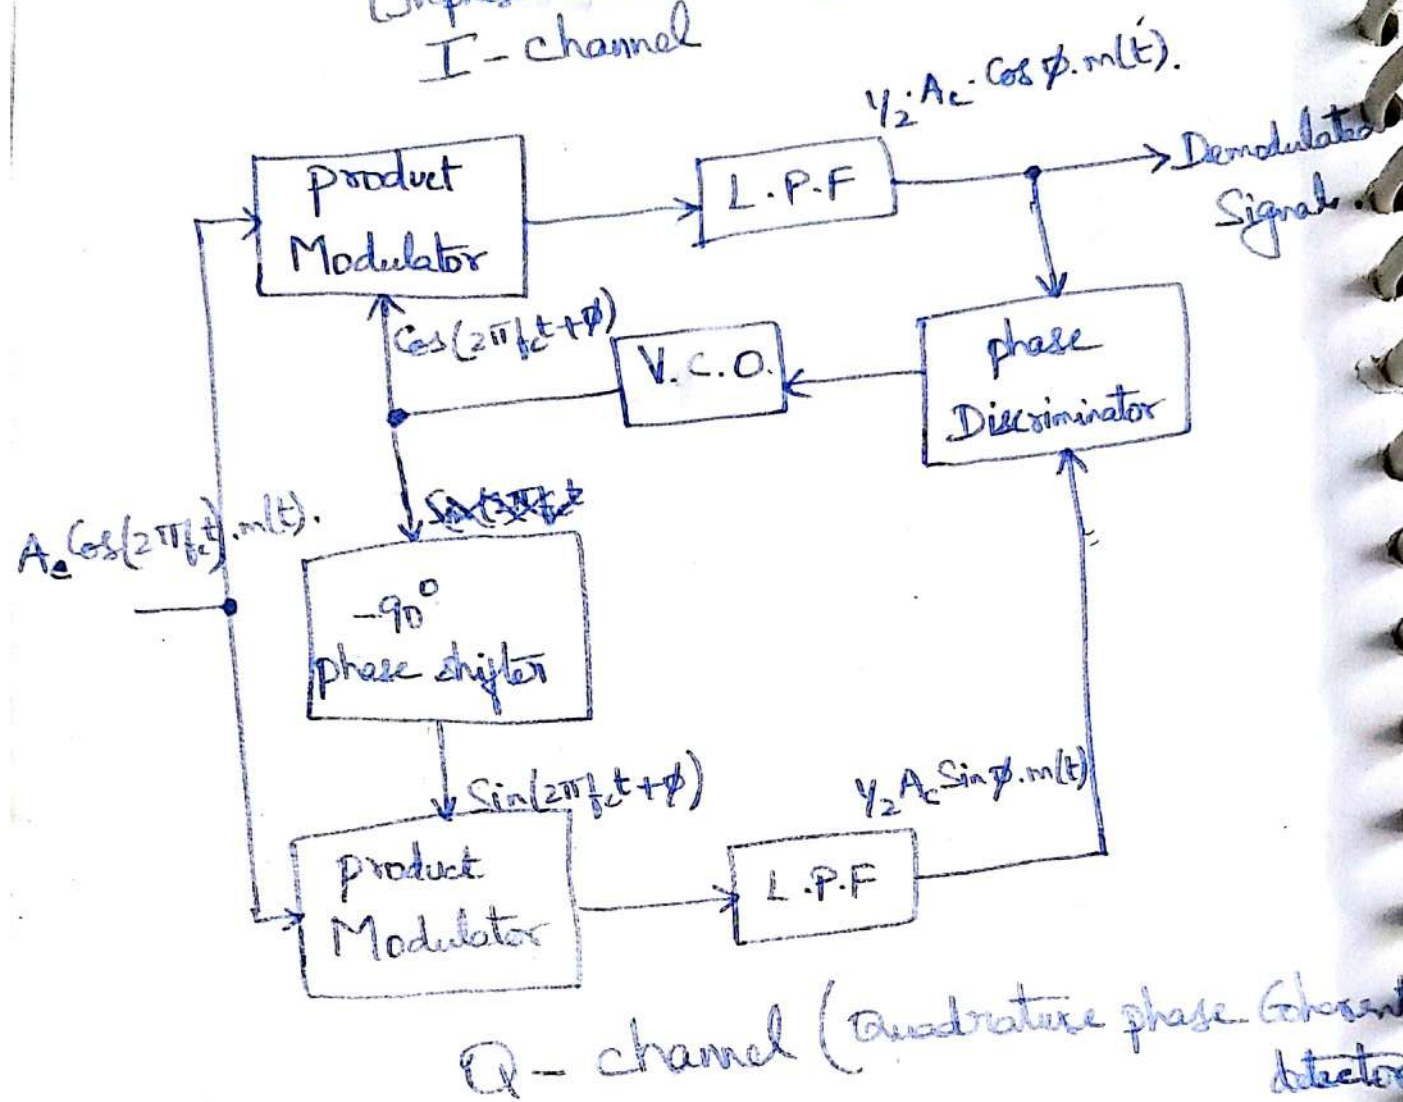 I - channel
1/2 · Ac · Cos φ. m(t).
product
Modulator
L.P.F
Demodulated
Signal.
Cos(2πfct+φ)
V.C.O.
phase
Discriminator
Ac Cos(2πfct).m(t).
-90°
phase shifter
Sin(2πfct+φ)
1/2 Ac Sinφ.m(t)
product
Modulator
L.P.F
Q - channel (Quadrature phase Coherent
detector